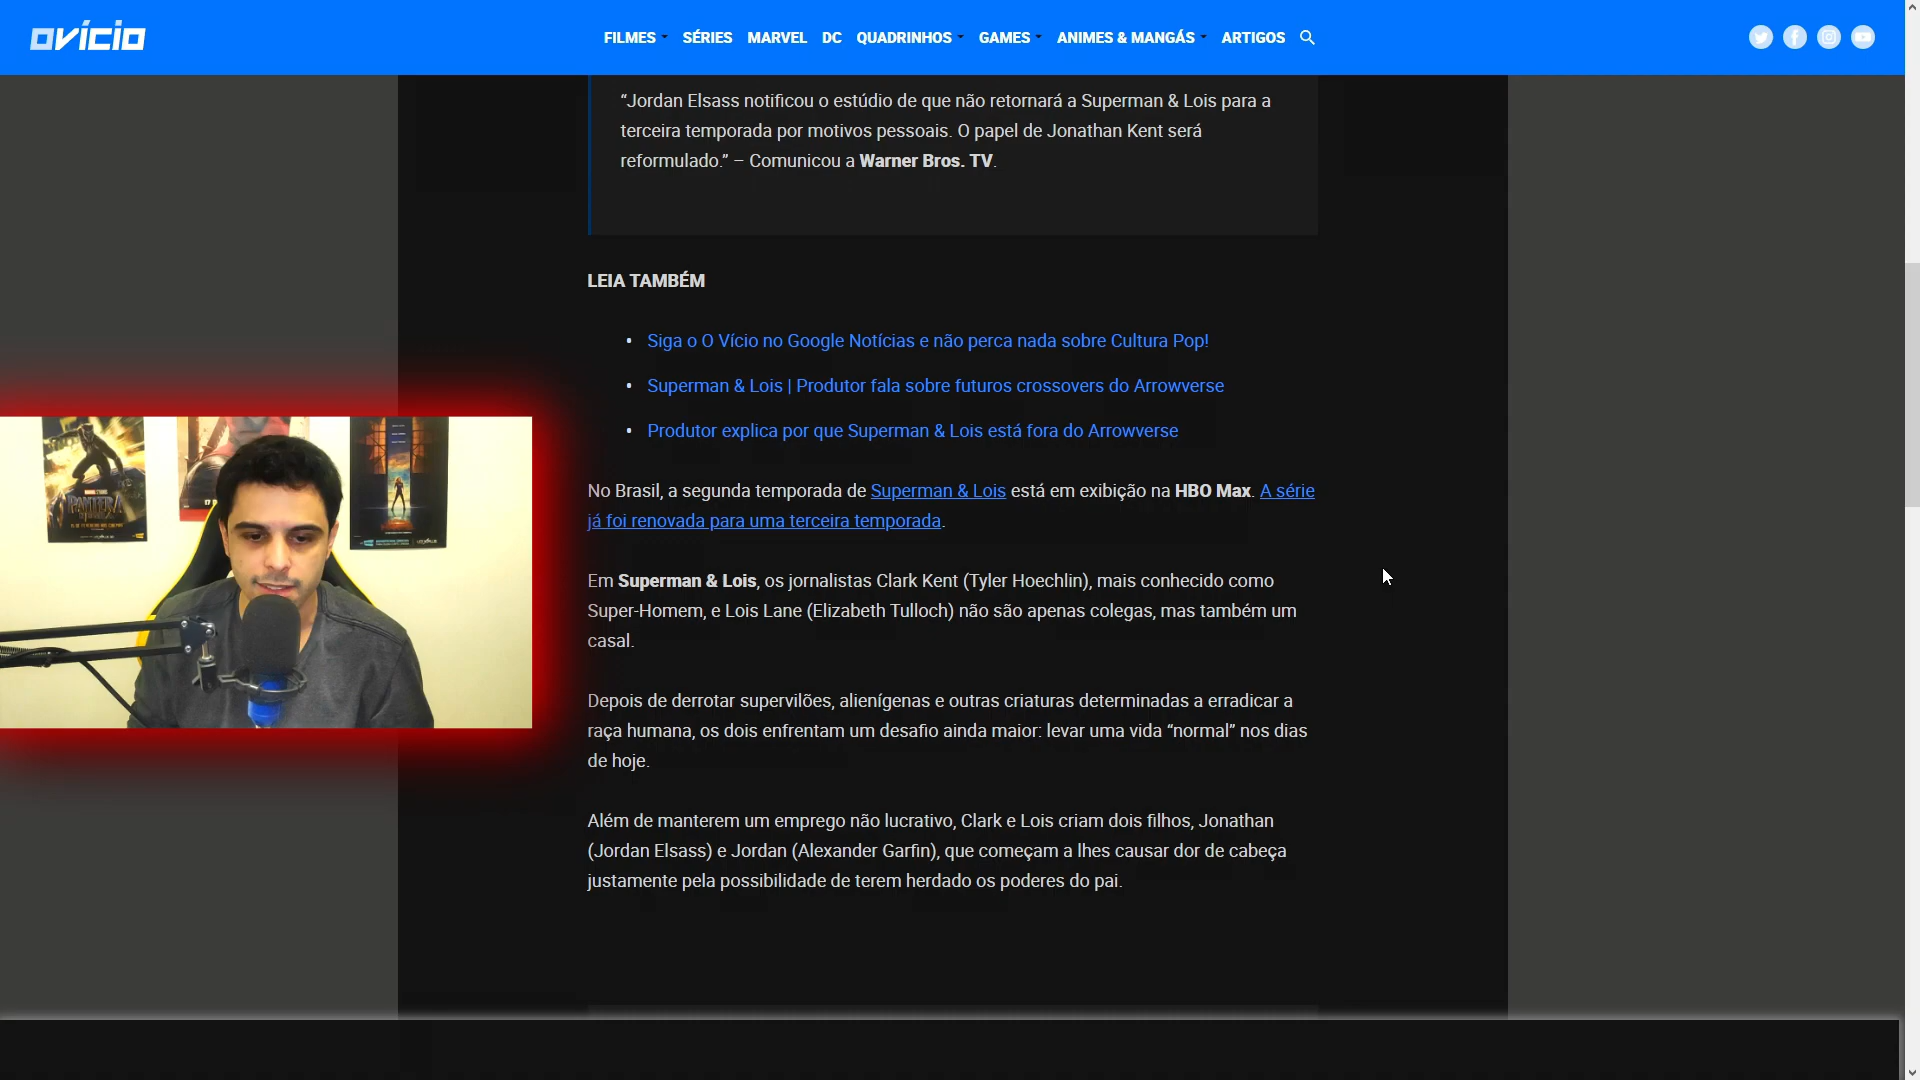 ovício
FILMES SÉRIES MARVEL DC QUADRINHOS GAMES ANIMES & MANGÁS ARTIGOS
“Jordan Elsass notificou o estúdio de que não retornará a Superman & Lois para a
terceira temporada por motivos pessoais. O papel de Jonathan Kent será
reformulado.” – Comunicou a Warner Bros. TV.
LEIA TAMBÉM
• Siga o O Vício no Google Notícias e não perca nada sobre Cultura Pop!
• Superman & Lois | Produtor fala sobre futuros crossovers do Arrowverse
• Produtor explica por que Superman & Lois está fora do Arrowverse
No Brasil, a segunda temporada de Superman & Lois está em exibição na HBO Max. A série
já foi renovada para uma terceira temporada.
Em Superman & Lois, os jornalistas Clark Kent (Tyler Hoechlin), mais conhecido como
Super-Homem, e Lois Lane (Elizabeth Tulloch) não são apenas colegas, mas também um
casal.
Depois de derrotar supervilões, alienígenas e outras criaturas determinadas a erradicar a
raça humana, os dois enfrentam um desafio ainda maior: levar uma vida “normal” nos dias
de hoje.
Além de manterem um emprego não lucrativo, Clark e Lois criam dois filhos, Jonathan
(Jordan Elsass) e Jordan (Alexander Garfin), que começam a lhes causar dor de cabeça
justamente pela possibilidade de terem herdado os poderes do pai.
PANTERA